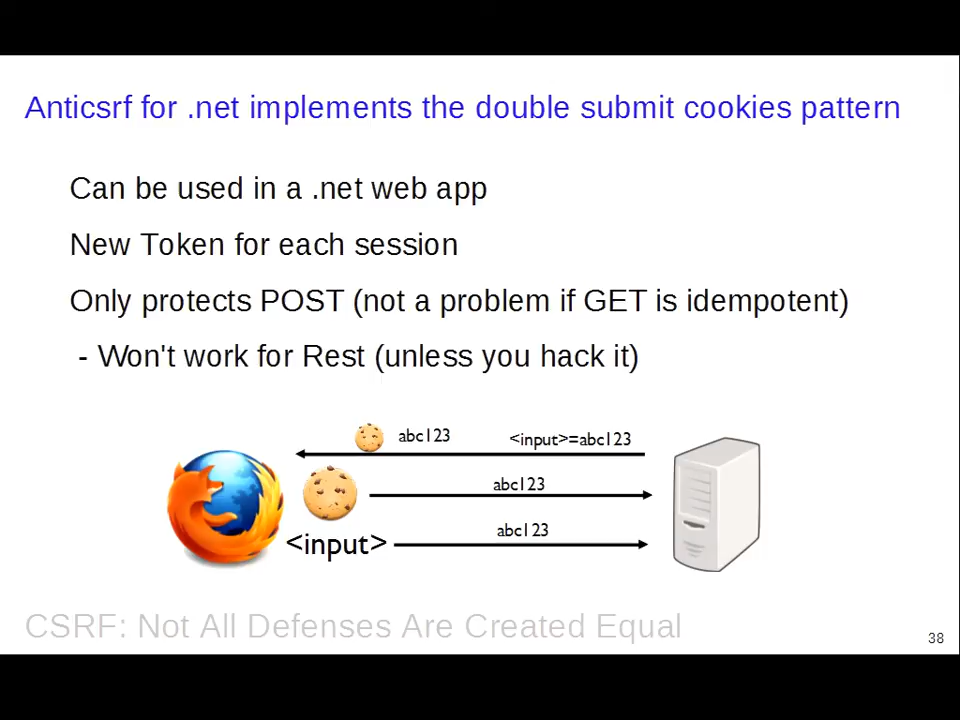 Anticsrf for .net implements the double submit cookies pattern
Can be used in a .net web app
New Token for each session
Only protects POST (not a problem if GET is idempotent)
- Won't work for Rest (unless you hack it)
abc123 <input>=abc123
abc123
abc123
<input>
CSRF: Not All Defenses Are Created Equal
38